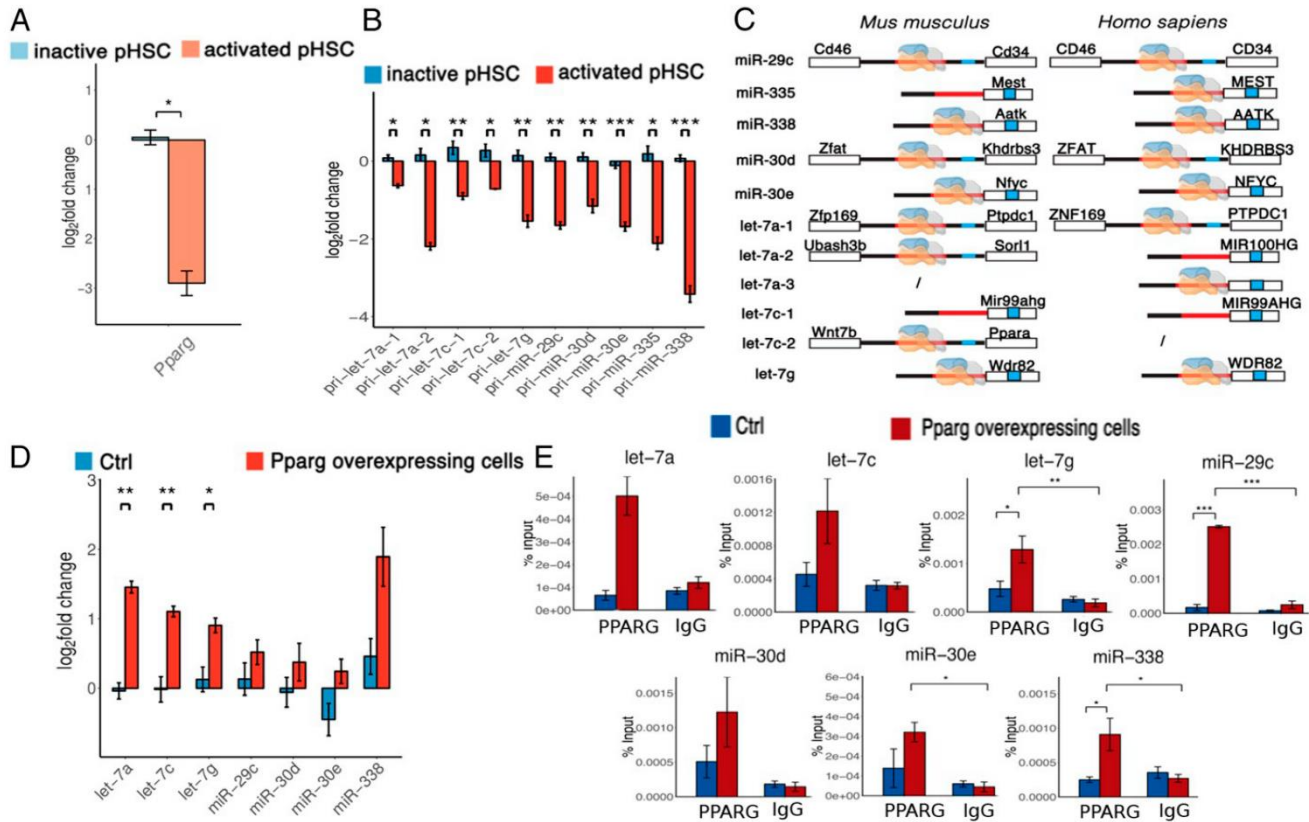 A
inactive pHSC activated pHSC
log2fold change
1
0
1
2
−3
*
Pparg
B
inactive pHSC activated pHSC
log2fold change
0
−2
−4
* * ** * ** ** ** *** * ***
pri−let−7a−1
pri−let−7a−2
pri−let−7c−1
pri−let−7c−2
pri−let−7g
pri−miR−29c
pri−miR−30d
pri−miR−30e
pri−miR−335
pri−miR−338
C
Mus musculus Homo sapiens
miR-29c Cd46 Cd34 CD46 CD34
miR-335 Mest MEST
miR-338 Aatk AATK
miR-30d Zfat Khdrbs3 ZFAT KHDRBS3
miR-30e Nfyc NFYC
let-7a-1 Zfp169 Ptpdc1 ZNF169 PTPDC1
let-7a-2 Ubash3b Sorl1 MIR100HG
let-7a-3 /
let-7c-1 Mir99ahg MIR99AHG
let-7c-2 Wnt7b Ppara /
let-7g Wdr82 WDR82
D
Ctrl Pparg overexpressing cells
log2fold change
3
2
1
0
** ** *
let−7a
let−7c
let−7g
miR−29c
miR−30d
miR−30e
miR−338
E
Ctrl Pparg overexpressing cells
let−7a
% Input
5e−04
4e−04
3e−04
2e−04
1e−04
0e+00
PPARG IgG
let−7c
% Input
0.0016
0.0012
0.0008
0.0004
0.0000
PPARG IgG
let−7g
% Input
0.002
0.001
0.000
* **
PPARG IgG
miR−29c
% Input
0.003
0.002
0.001
0.000
*** ***
PPARG IgG
miR−30d
% Input
0.0015
0.0010
0.0005
0.0000
PPARG IgG
miR−30e
% Input
6e−04
5e−04
4e−04
3e−04
2e−04
1e−04
0e+00
*
PPARG IgG
miR−338
% Input
0.0015
0.0010
0.0005
0.0000
* *
PPARG IgG